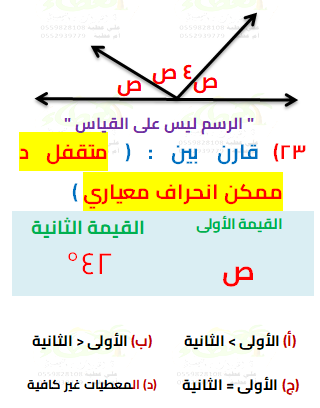 ص ٤ ص ص
" الرسم ليس على القياس "
٢٣) قارن بين : ( متقفل
ممكن انحراف معياري )
القيمة الأولى القيمة الثانية
ص ٢٤°
(أ) الأولى > الثانية (ب) الأولى < الثانية
(ج) الأولى = الثانية (د) المعطيات غير كافية